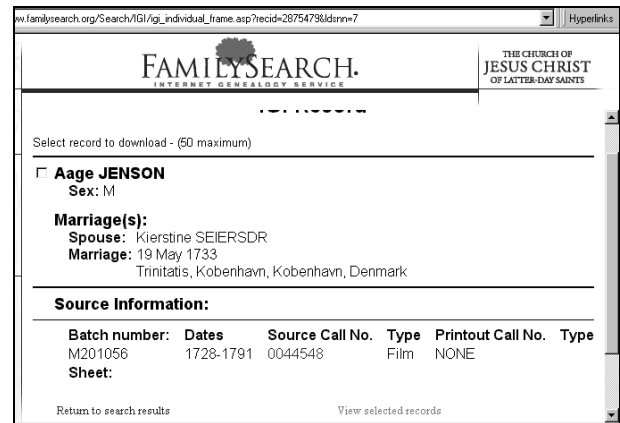 ww.familysearch.org/Search/IGI/igi_individual_frame.asp?recid=2875479&ldsnn=7 Hyperlinks
FAMILYSEARCH.
INTERNET GENEALOGY SERVICE
THE CHURCH OF
JESUS CHRIST
OF LATTER-DAY SAINTS
IGI Record
Select record to download - (50 maximum)
Aage JENSON
Sex: M
Marriage(s):
Spouse: Kierstine SEIERSDR
Marriage: 19 May 1733
Trinitatis, Kobenhavn, Kobenhavn, Denmark
Source Information:
Batch number: Dates Source Call No. Type Printout Call No. Type
M201056 1728-1791 0044548 Film NONE
Sheet:
Return to search results View selected records